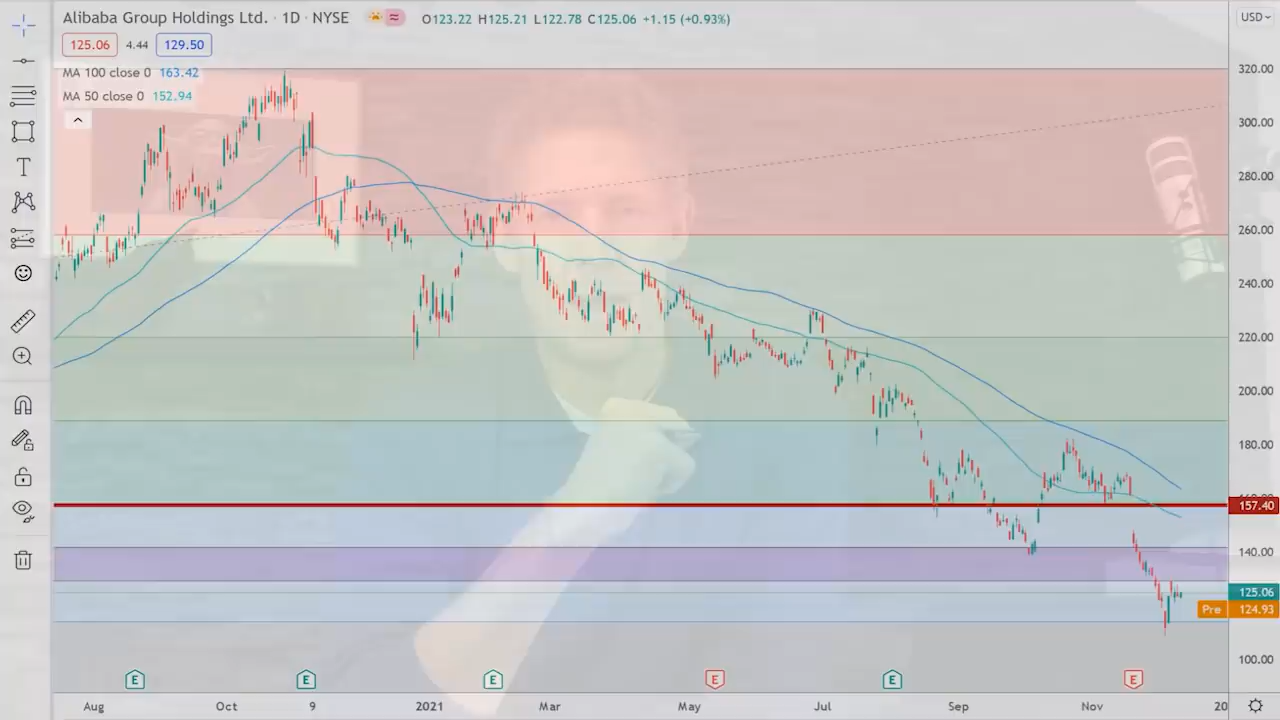 Alibaba Group Holdings Ltd. · 1D · NYSE O123.22 H125.21 L122.78 C125.06 +1.15 (+0.93%) USD
125.06 4.44 129.50
MA 100 close 0 163.42
MA 50 close 0 152.94
320.00
300.00
280.00
260.00
240.00
220.00
200.00
180.00
160.00
157.40
140.00
125.06
Pre 124.93
100.00
E E E E E E
Aug Oct 9 2021 Mar May Jul Sep Nov 20